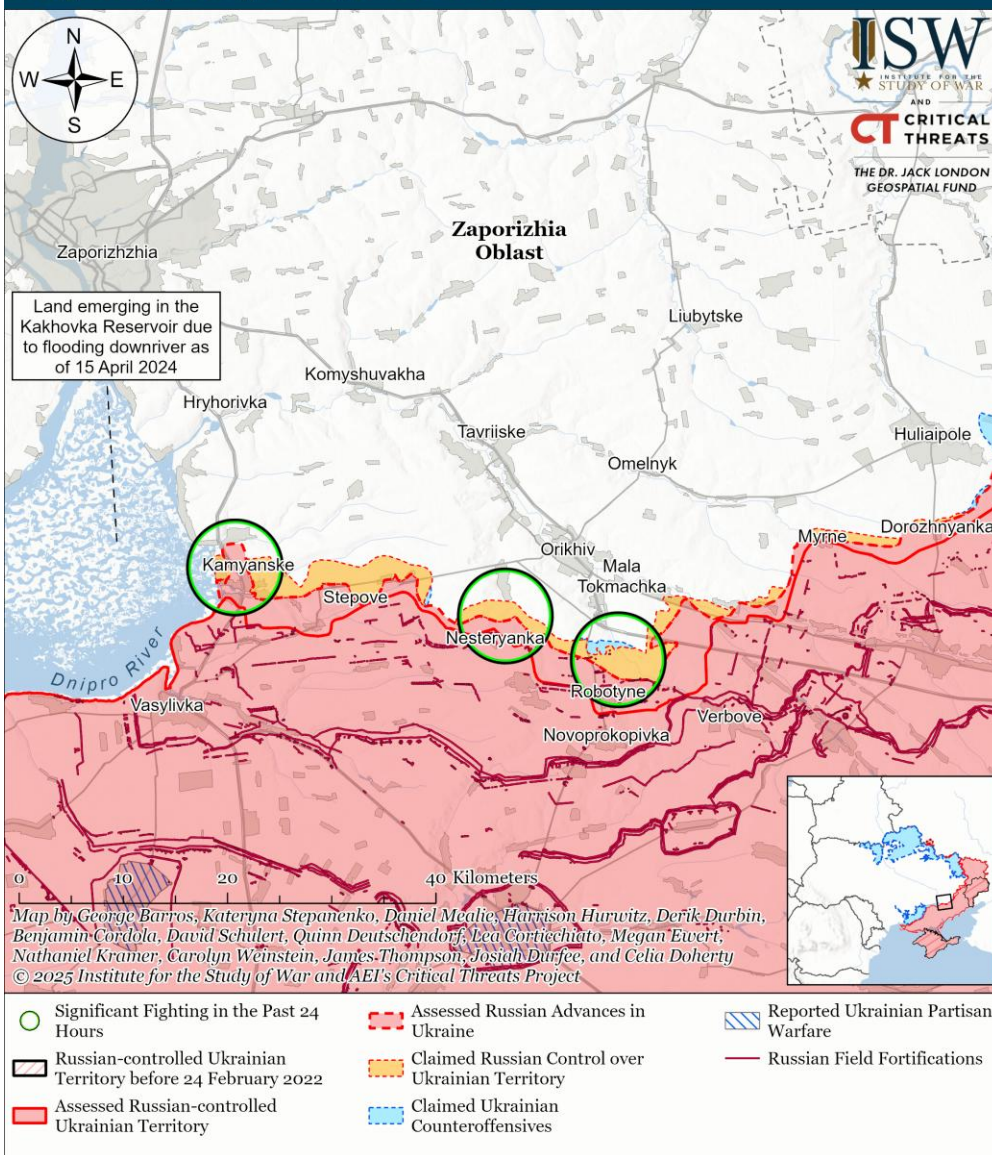 N
W
E
S
ISW
INSTITUTE FOR THE
STUDY OF WAR
AND
CT CRITICAL
THREATS
THE DR. JACK LONDON
GEOSPATIAL FUND
Zaporizhia
Oblast
Zaporizhzhia
Land emerging in the
Kakhovka Reservoir due
to flooding downriver as
of 15 April 2024
Liubytske
Komyshuvakha
Hryhorivka
Tavriiske
Huliaipole
Omelnyk
Dorozhnyanka
Myrne
Orikhiv
Kamyanske
Mala
Tokmachka
Stepove
Nesteryanka
Dnipro River
Robotyne
Vasylivka
Verbove
Novoprokopivka
0 10 20 40 Kilometers
Map by George Barros, Kateryna Stepanenko, Daniel Mealie, Harrison Hurwitz, Derik Durbin,
Benjamin Cordola, David Schulert, Quinn Deutschendorf, Lea Corticchiato, Megan Ewert,
Nathaniel Kramer, Carolyn Weinstein, James Thompson, Josiah Durfee, and Celia Doherty
© 2025 Institute for the Study of War and AEI's Critical Threats Project
Significant Fighting in the Past 24
Hours
Russian-controlled Ukrainian
Territory before 24 February 2022
Assessed Russian-controlled
Ukrainian Territory
Assessed Russian Advances in
Ukraine
Claimed Russian Control over
Ukrainian Territory
Claimed Ukrainian
Counteroffensives
Reported Ukrainian Partisan
Warfare
Russian Field Fortifications